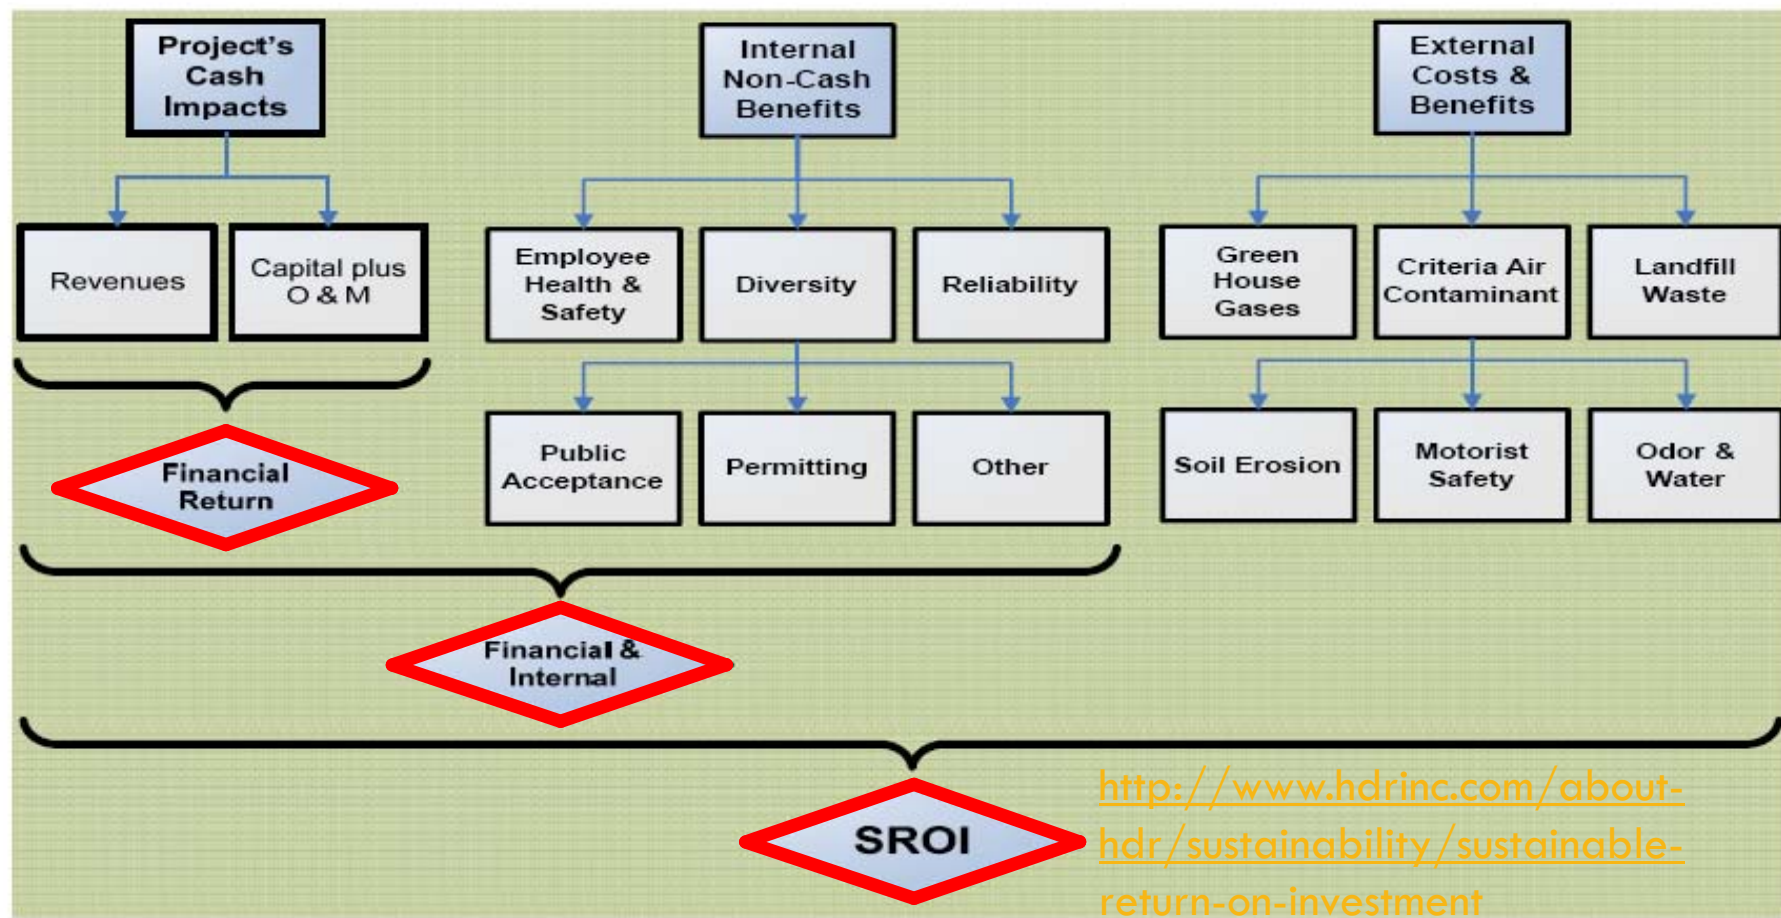 Project's
Cash
Impacts
Internal
Non-Cash
Benefits
External
Costs &
Benefits
Revenues
Capital plus
O & M
Employee
Health &
Safety
Diversity
Reliability
Green
House
Gases
Criteria Air
Contaminant
Landfill
Waste
Public
Acceptance
Permitting
Other
Soil Erosion
Motorist
Safety
Odor &
Water
Financial
Return
Financial &
Internal
SROI
http://www.hdrinc.com/about-
hdr/sustainability/sustainable-
return-on-investment